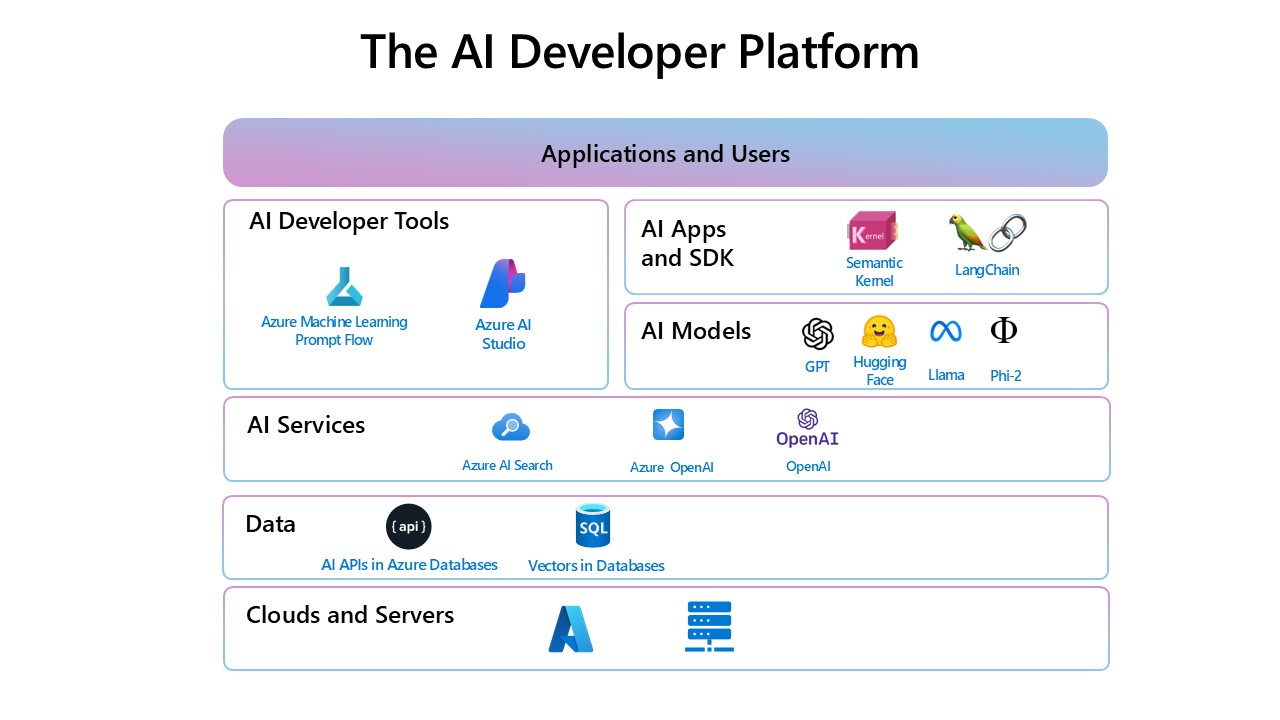 The AI Developer Platform
Applications and Users
AI Developer Tools
Azure Machine Learning
Prompt Flow
Azure AI
Studio
AI Apps
and SDK
Kernel
Semantic
Kernel
LangChain
AI Models
GPT
Hugging
Face
Llama
Φ
Phi-2
AI Services
Azure AI Search
Azure OpenAI
OpenAI
OpenAI
Data
{ api }
AI APIs in Azure Databases
SQL
Vectors in Databases
Clouds and Servers